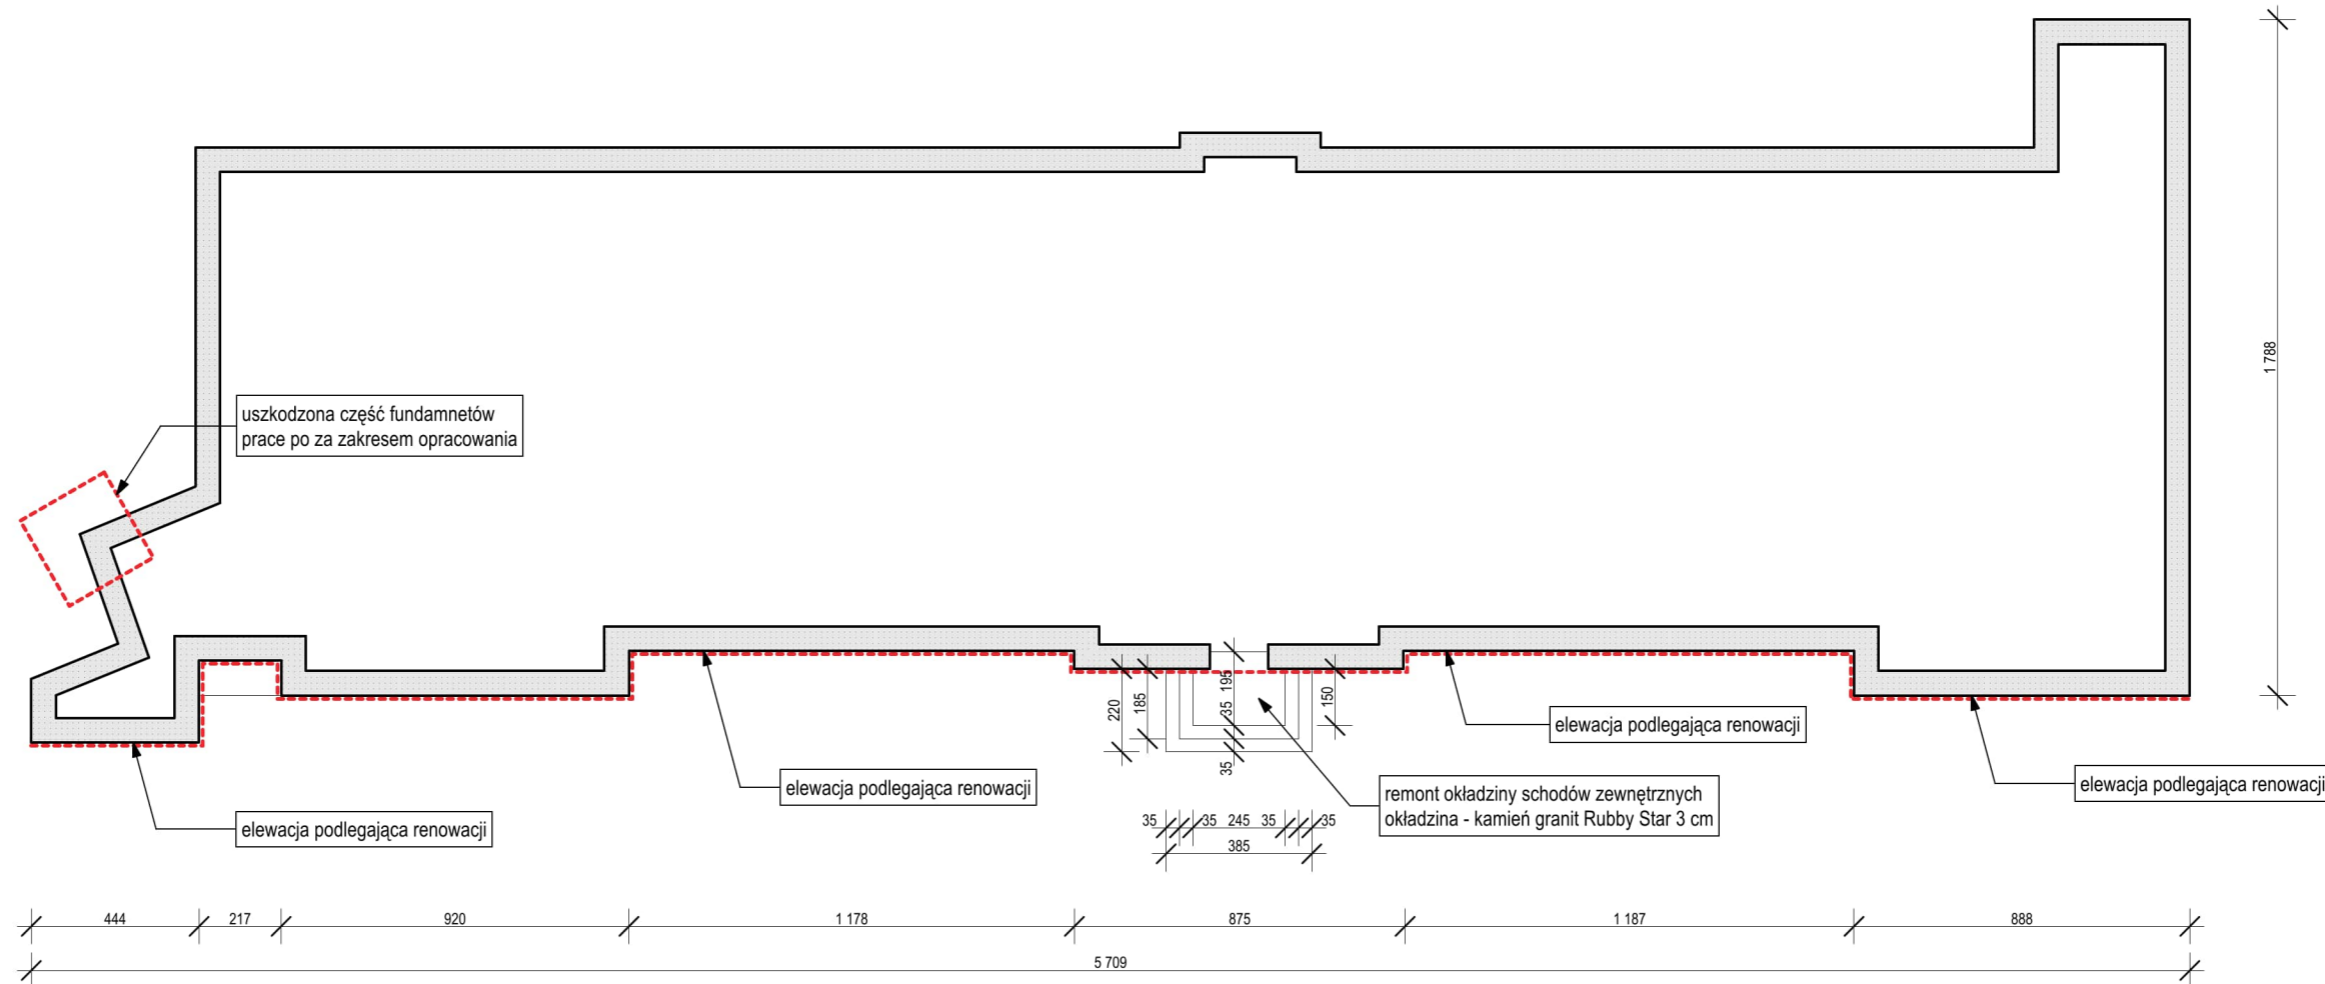 1 788
uszkodzona część fundamnetów
prace po za zakresem opracowania
220
185
195
35
35
150
elewacja podlegająca renowacji
elewacja podlegająca renowacji
elewacja podlegająca renowacji
remont okładziny schodów zewnętrznych
okładzina - kamień granit Rubby Star 3 cm
elewacja podlegająca renowacji
35 35 245 35 35
385
444 217 920 1 178 875 1 187 888
5 709